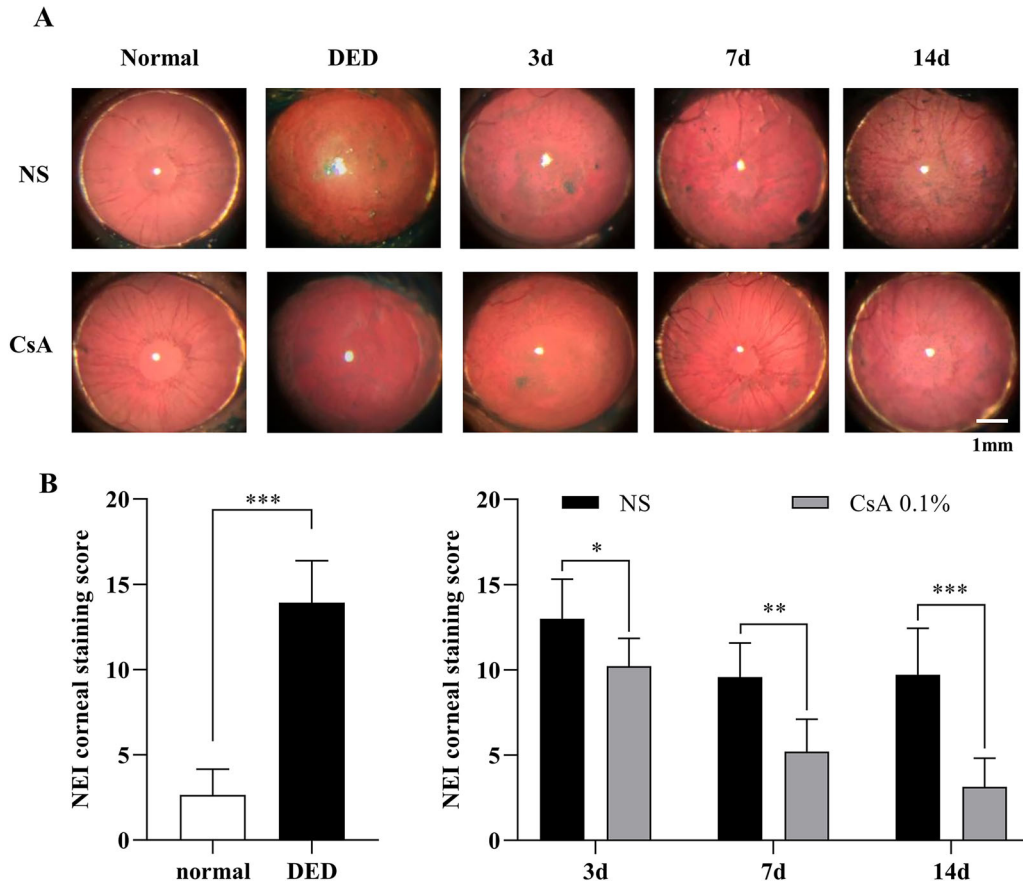 A
Normal DED 3d 7d 14d
NS
CsA
1mm
B
NEI corneal staining score
20
15
10
5
0
***
normal DED
NEI corneal staining score
20
15
10
5
0
NS CsA 0.1%
*
**
***
3d 7d 14d